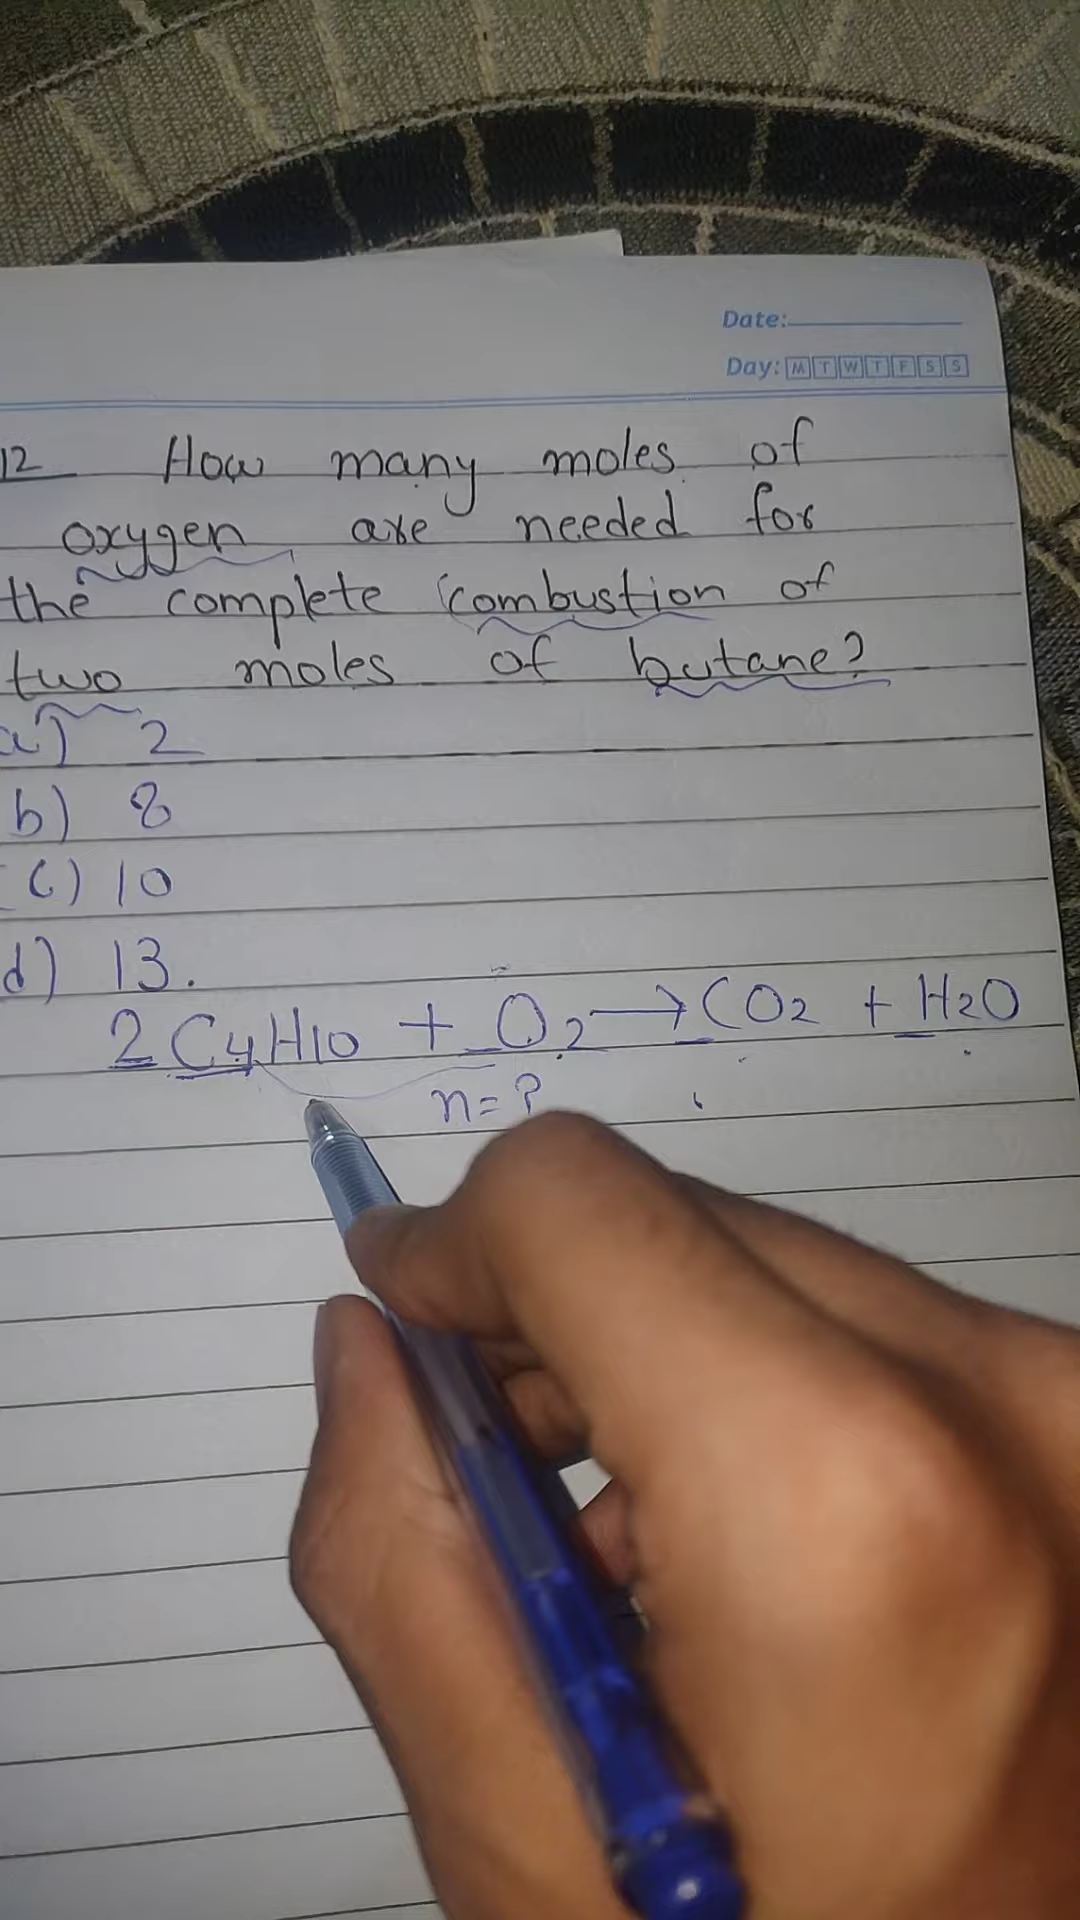 Date:
Day: M T W T F S S
12 How many moles of
oxygen are needed for
the complete combustion of
two moles of butane?
a) 2
b) 8
c) 10
d) 13.
2 C4H10 + O2 → CO2 + H2O
n = ?